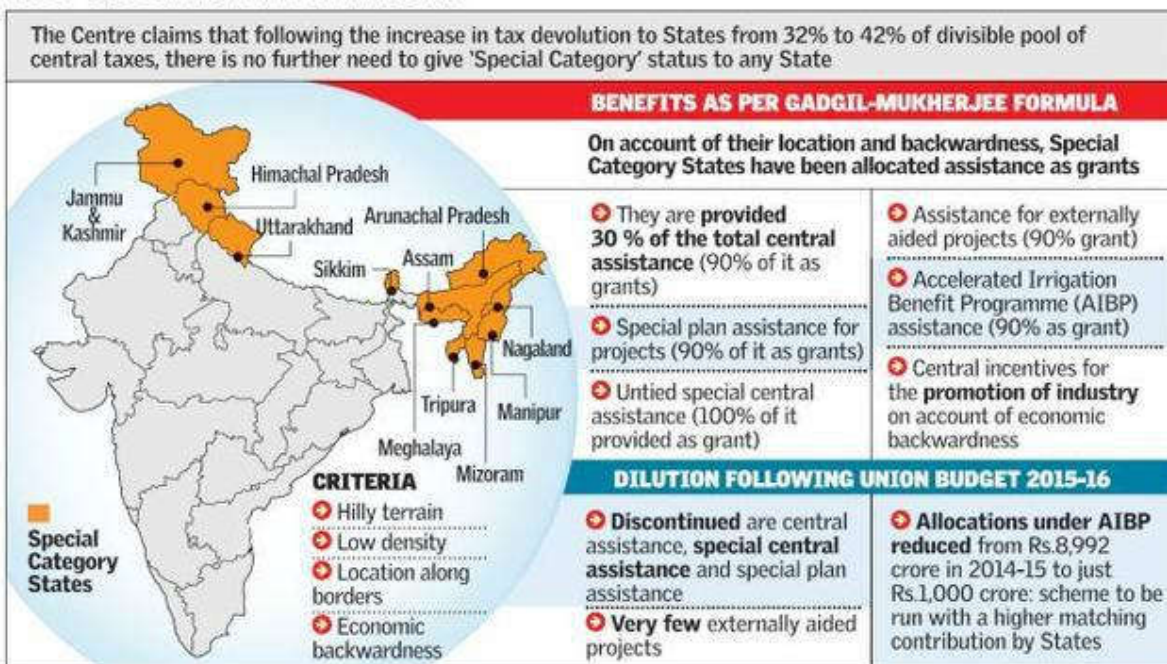 The Centre claims that following the increase in tax devolution to States from 32% to 42% of divisible pool of
central taxes, there is no further need to give 'Special Category' status to any State
BENEFITS AS PER GADGIL-MUKHERJEE FORMULA
On account of their location and backwardness, Special
Category States have been allocated assistance as grants
They are provided
30 % of the total central
assistance (90% of it as
grants)
Special plan assistance for
projects (90% of it as grants)
Untied special central
assistance (100% of it
provided as grant)
Assistance for externally
aided projects (90% grant)
Accelerated Irrigation
Benefit Programme (AIBP)
assistance (90% as grant)
Central incentives for
the promotion of industry
on account of economic
backwardness
Jammu
&
Kashmir
Himachal Pradesh
Uttarakhand
Arunachal Pradesh
Sikkim
Assam
Nagaland
Tripura
Manipur
Meghalaya
Mizoram
Special
Category
States
CRITERIA
Hilly terrain
Low density
Location along
borders
Economic
backwardness
DILUTION FOLLOWING UNION BUDGET 2015-16
Discontinued are central
assistance, special central
assistance and special plan
assistance
Very few externally aided
projects
Allocations under AIBP
reduced from Rs.8,992
crore in 2014-15 to just
Rs.1,000 crore: scheme to be
run with a higher matching
contribution by States